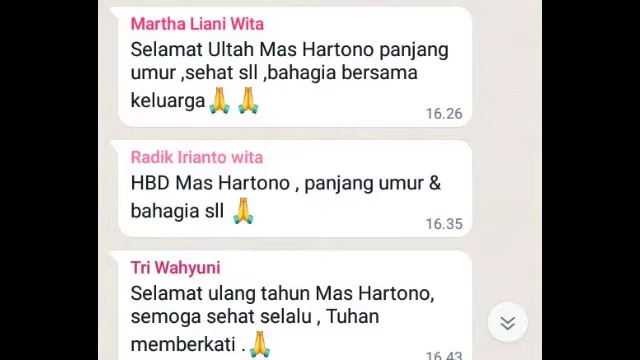 Martha Liani Wita
Selamat Ultah Mas Hartono panjang
umur ,sehat sll ,bahagia bersama
keluarga🙏 🙏
16.26
Radik Irianto wita
HBD Mas Hartono , panjang umur &
bahagia sll 🙏
16.35
Tri Wahyuni
Selamat ulang tahun Mas Hartono,
semoga sehat selalu , Tuhan
memberkati .🙏
16.43